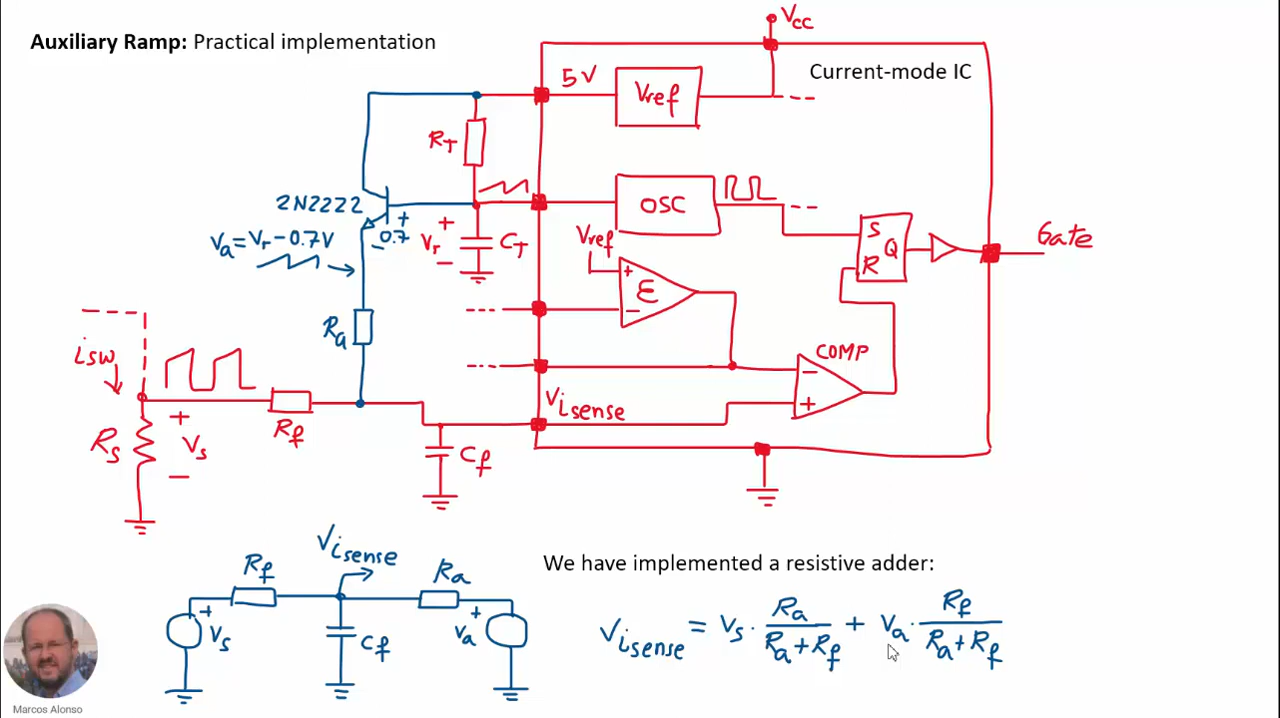 Auxiliary Ramp: Practical implementation
Vcc
Current-mode IC
5V
Vref
RT
2N2222
OSC
+
0.7
-
va = vr - 0.7V
+
vr
-
CT
Vref
+
ε
-
S
Q
R
Gate
Ra
COMP
-
+
isw
Visense
Rf
Rs
+
vs
-
Cf
Visense
Rf
Ra
+
vs
Cf
+
va
We have implemented a resistive adder:
Visense = vs · Ra / (Ra + Rf) + va · Rf / (Ra + Rf)
Marcos Alonso